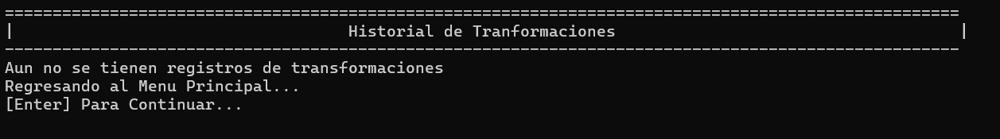 ====================================================================================================
|                                   Historial de Tranformaciones                                    |
----------------------------------------------------------------------------------------------------
Aun no se tienen registros de transformaciones
Regresando al Menu Principal...
[Enter] Para Continuar...